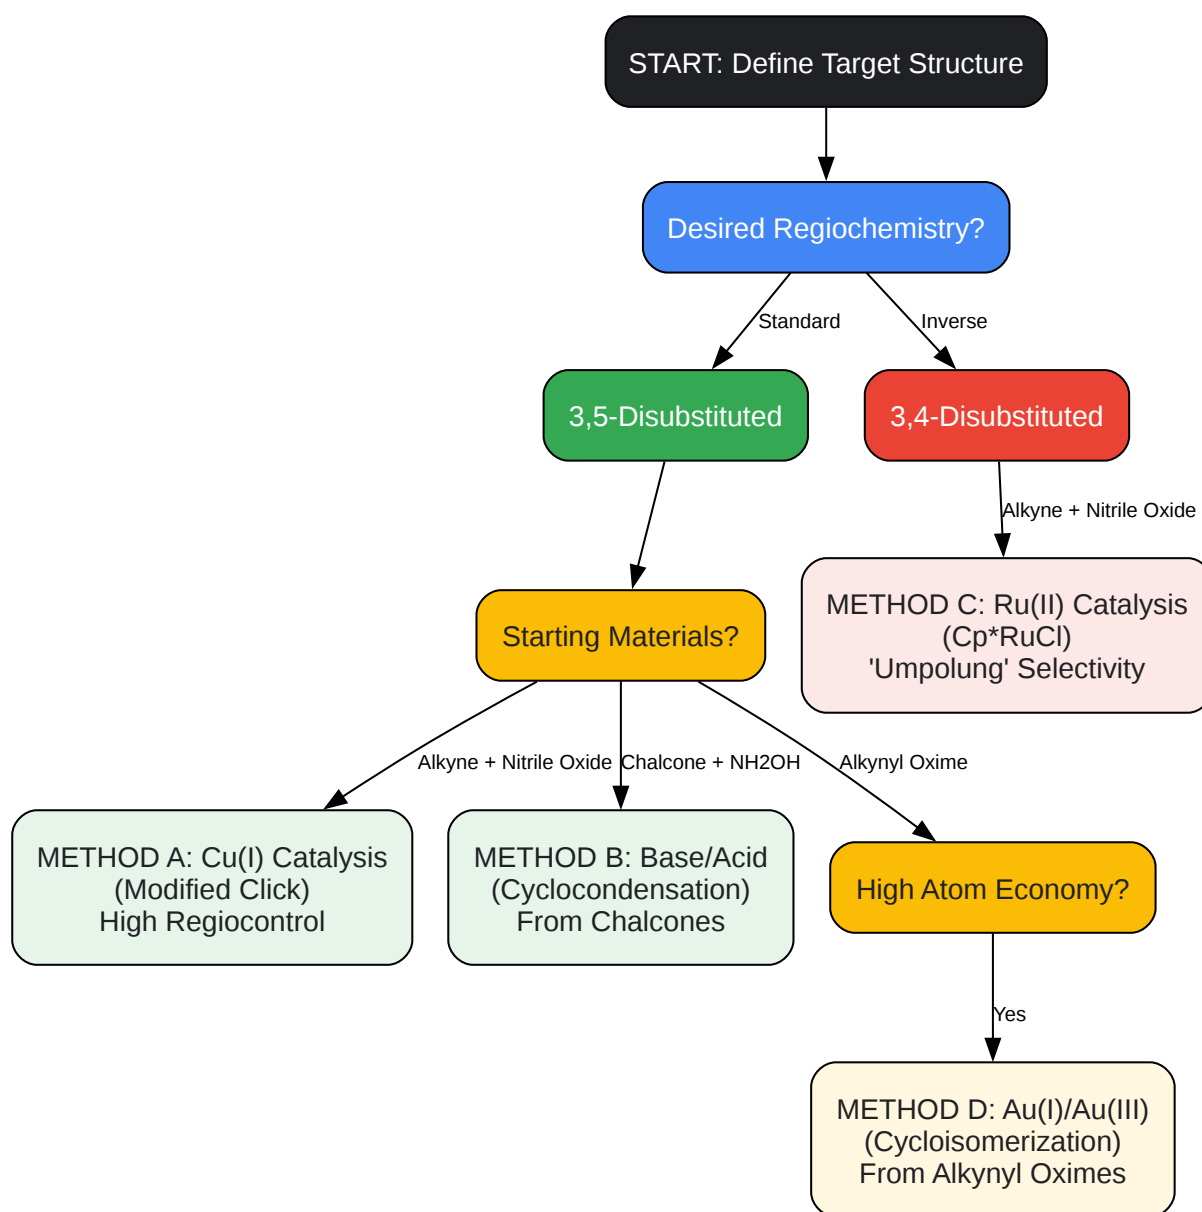 START: Define Target Structure
Desired Regiochemistry?
Standard
Inverse
3,5-Disubstituted
3,4-Disubstituted
Alkyne + Nitrile Oxide
METHOD C: Ru(II) Catalysis
(Cp*RuCl)
'Umpolung' Selectivity
Starting Materials?
Alkyne + Nitrile Oxide
Chalcone + NH2OH
Alkynyl Oxime
METHOD A: Cu(I) Catalysis
(Modified Click)
High Regiocontrol
METHOD B: Base/Acid
(Cyclocondensation)
From Chalcones
High Atom Economy?
Yes
METHOD D: Au(I)/Au(III)
(Cycloisomerization)
From Alkynyl Oximes